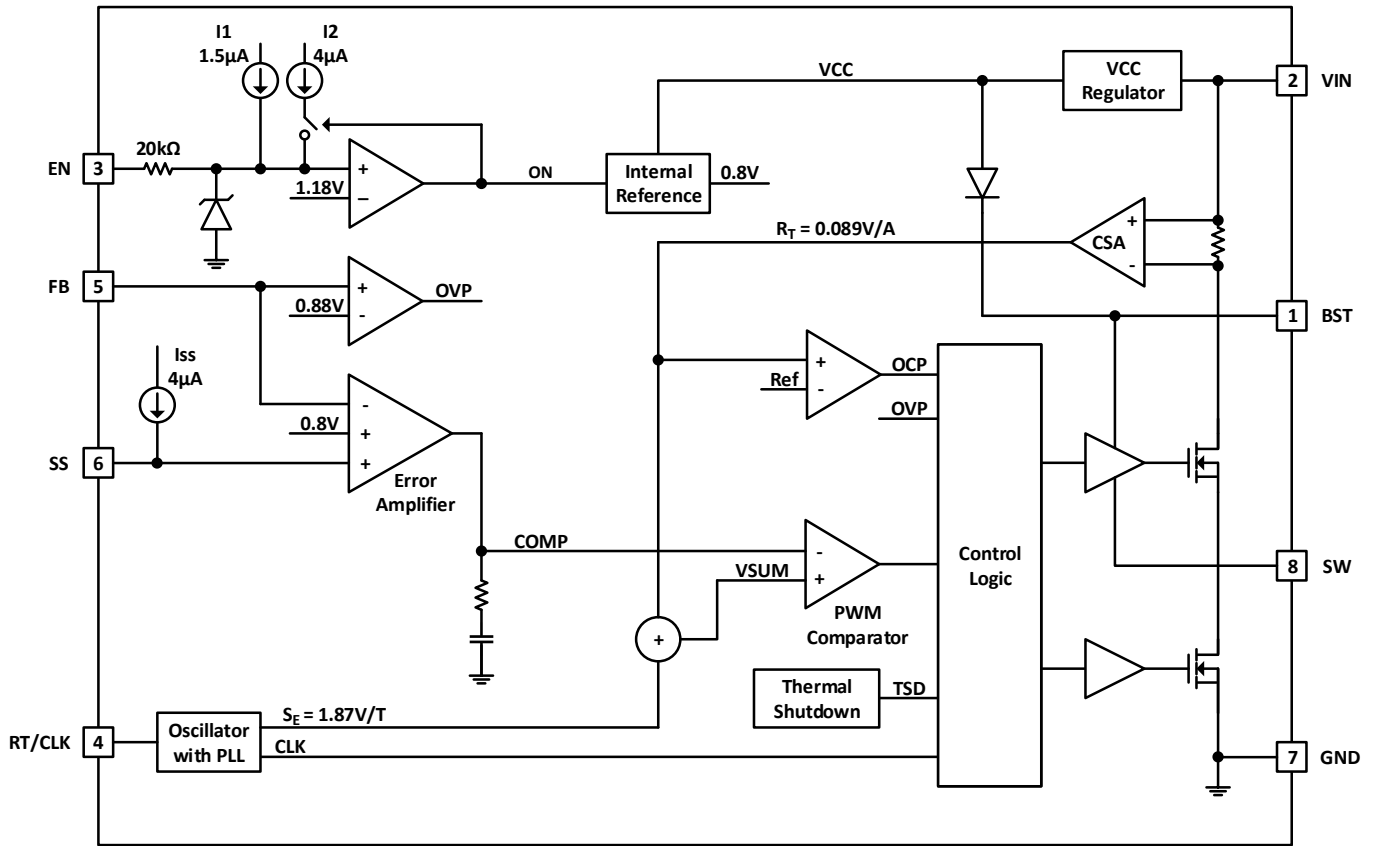 I1
1.5µA
I2
4µA
VCC
VCC
Regulator
2
VIN
EN
3
20kΩ
+
1.18V
–
ON
Internal
Reference
0.8V
RT = 0.089V/A
CSA
+
-
FB
5
+
0.88V
-
OVP
1
BST
Iss
4µA
-
0.8V
+
+
SS
6
Error
Amplifier
+
Ref
-
OCP
OVP
Control
Logic
COMP
-
VSUM
+
PWM
Comparator
8
SW
+
Thermal
Shutdown
TSD
SE = 1.87V/T
RT/CLK
4
Oscillator
with PLL
CLK
7
GND